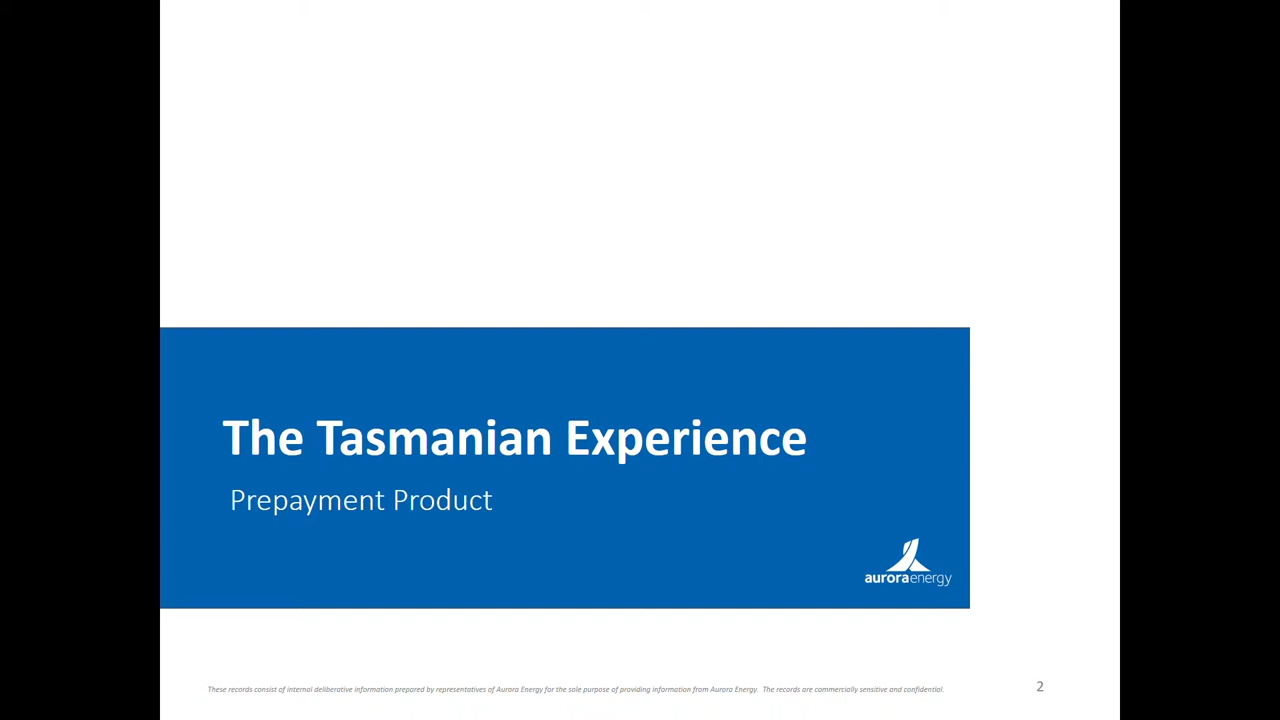 The Tasmanian Experience
Prepayment Product
auroraenergy
These records consist of internal deliberative information prepared by representatives of Aurora Energy for the sole purpose of providing information from Aurora Energy. The records are commercially sensitive and confidential.
2